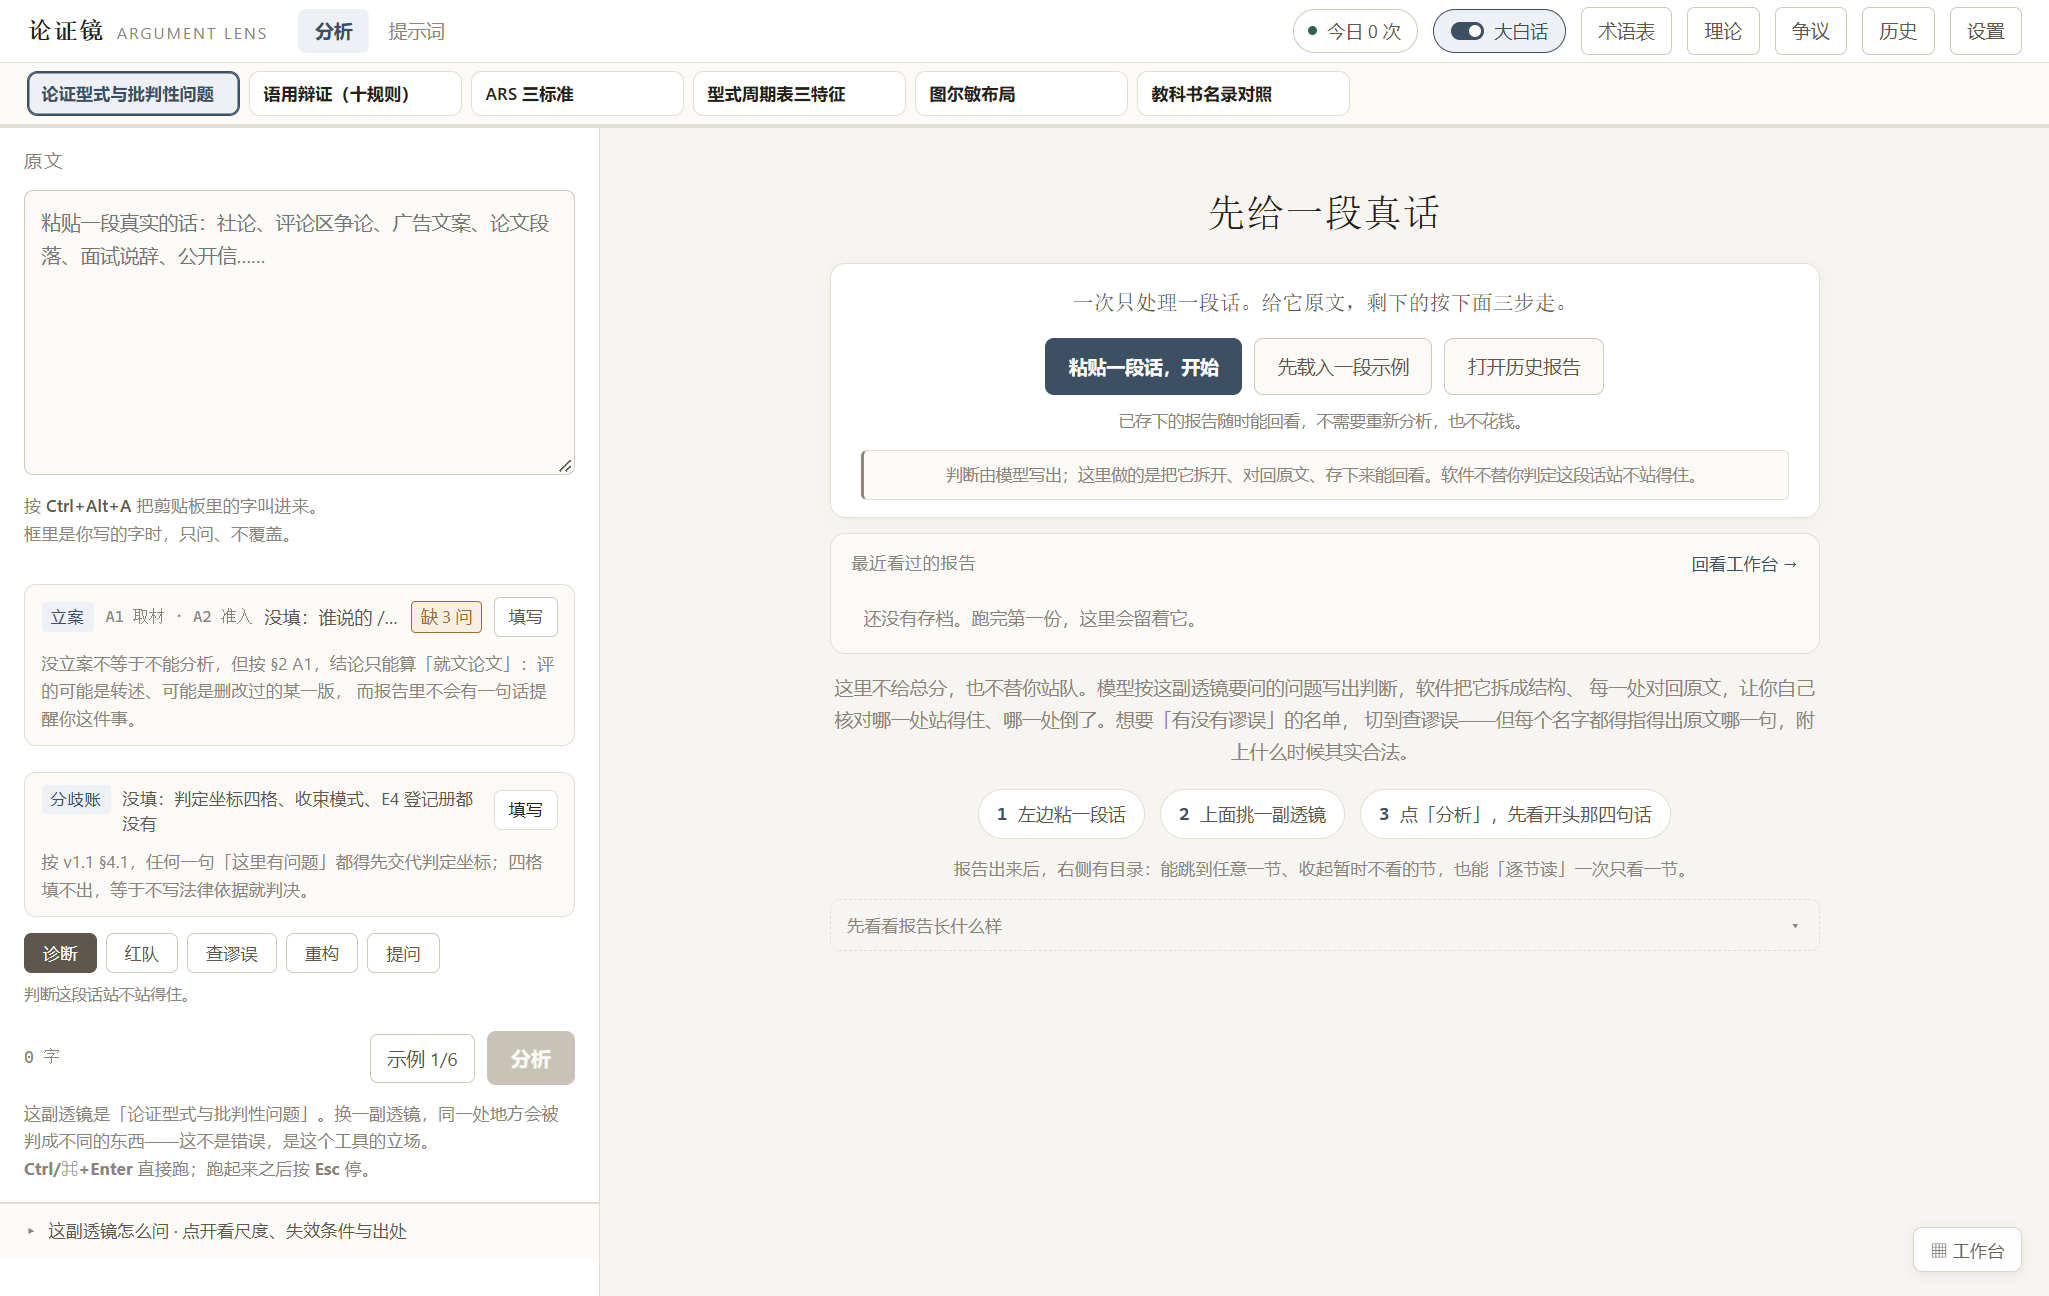 论证镜 ARGUMENT LENS 分析 提示词 今日 0 次 大白话 术语表 理论 争议 历史 设置
论证型式与批判性问题 语用辩证（十规则） ARS 三标准 型式周期表三特征 图尔敏布局 教科书名录对照
原文
粘贴一段真实的话：社论、评论区争论、广告文案、论文段
落、面试说辞、公开信……
按 Ctrl+Alt+A 把剪贴板里的字叫进来。
框里是你写的字时，只问、不覆盖。
立案 A1 取材 · A2 准入 没填：谁说的 /... 缺 3 问 填写
没立案不等于不能分析，但按 §2 A1，结论只能算「就文论文」：评
的可能是转述、可能是删改过的某一版， 而报告里不会有一句话提
醒你这件事。
分歧账 没填：判定坐标四格、收束模式、E4 登记册都
没有
填写
按 v1.1 §4.1，任何一句「这里有问题」都得先交代判定坐标；四格
填不出，等于不写法律依据就判决。
诊断 红队 查谬误 重构 提问
判断这段话站不站得住。
0 字 示例 1/6 分析
这副透镜是「论证型式与批判性问题」。换一副透镜，同一处地方会被
判成不同的东西——这不是错误，是这个工具的立场。
Ctrl/⌘+Enter 直接跑；跑起来之后按 Esc 停。
▸ 这副透镜怎么问 · 点开看尺度、失效条件与出处
先给一段真话
一次只处理一段话。给它原文，剩下的按下面三步走。
粘贴一段话，开始 先载入一段示例 打开历史报告
已存下的报告随时能回看，不需要重新分析，也不花钱。
判断由模型写出；这里做的是把它拆开、对回原文、存下来能回看。软件不替你判定这段话站不站得住。
最近看过的报告 回看工作台 →
还没有存档。跑完第一份，这里会留着它。
这里不给总分，也不替你站队。模型按这副透镜要问的问题写出判断，软件把它拆成结构、 每一处对回原文，让你自己
核对哪一处站得住、哪一处倒了。想要「有没有谬误」的名单， 切到查谬误——但每个名字都得指得出原文哪一句，附
上什么时候其实合法。
1 左边粘一段话 2 上面挑一副透镜 3 点「分析」，先看开头那四句话
报告出来后，右侧有目录：能跳到任意一节、收起暂时不看的节，也能「逐节读」一次只看一节。
先看看报告长什么样 ▾
▦ 工作台